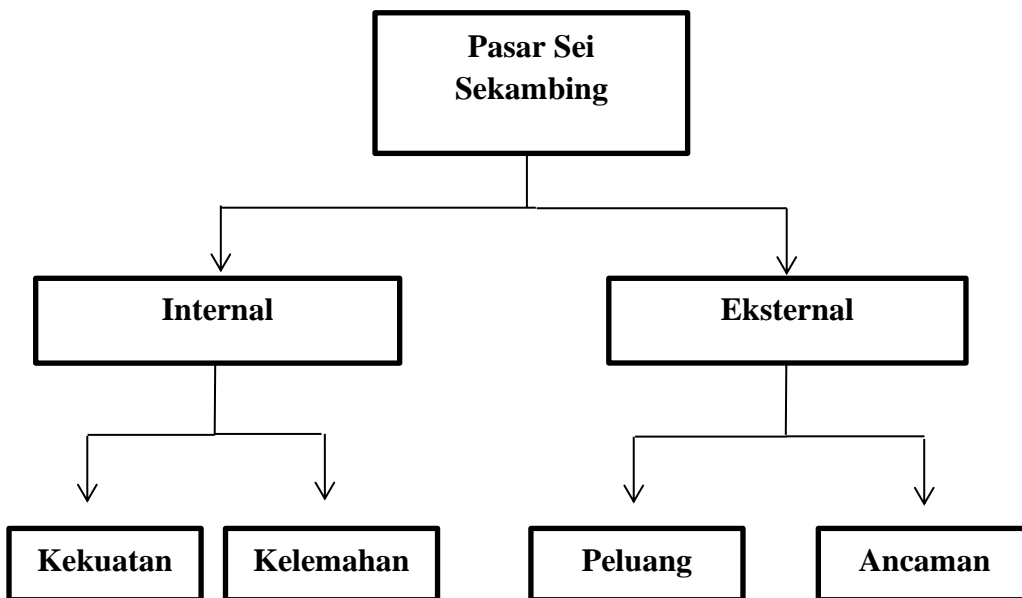 Pasar Sei
Sekambing
Internal
Eksternal
Kekuatan
Kelemahan
Peluang
Ancaman